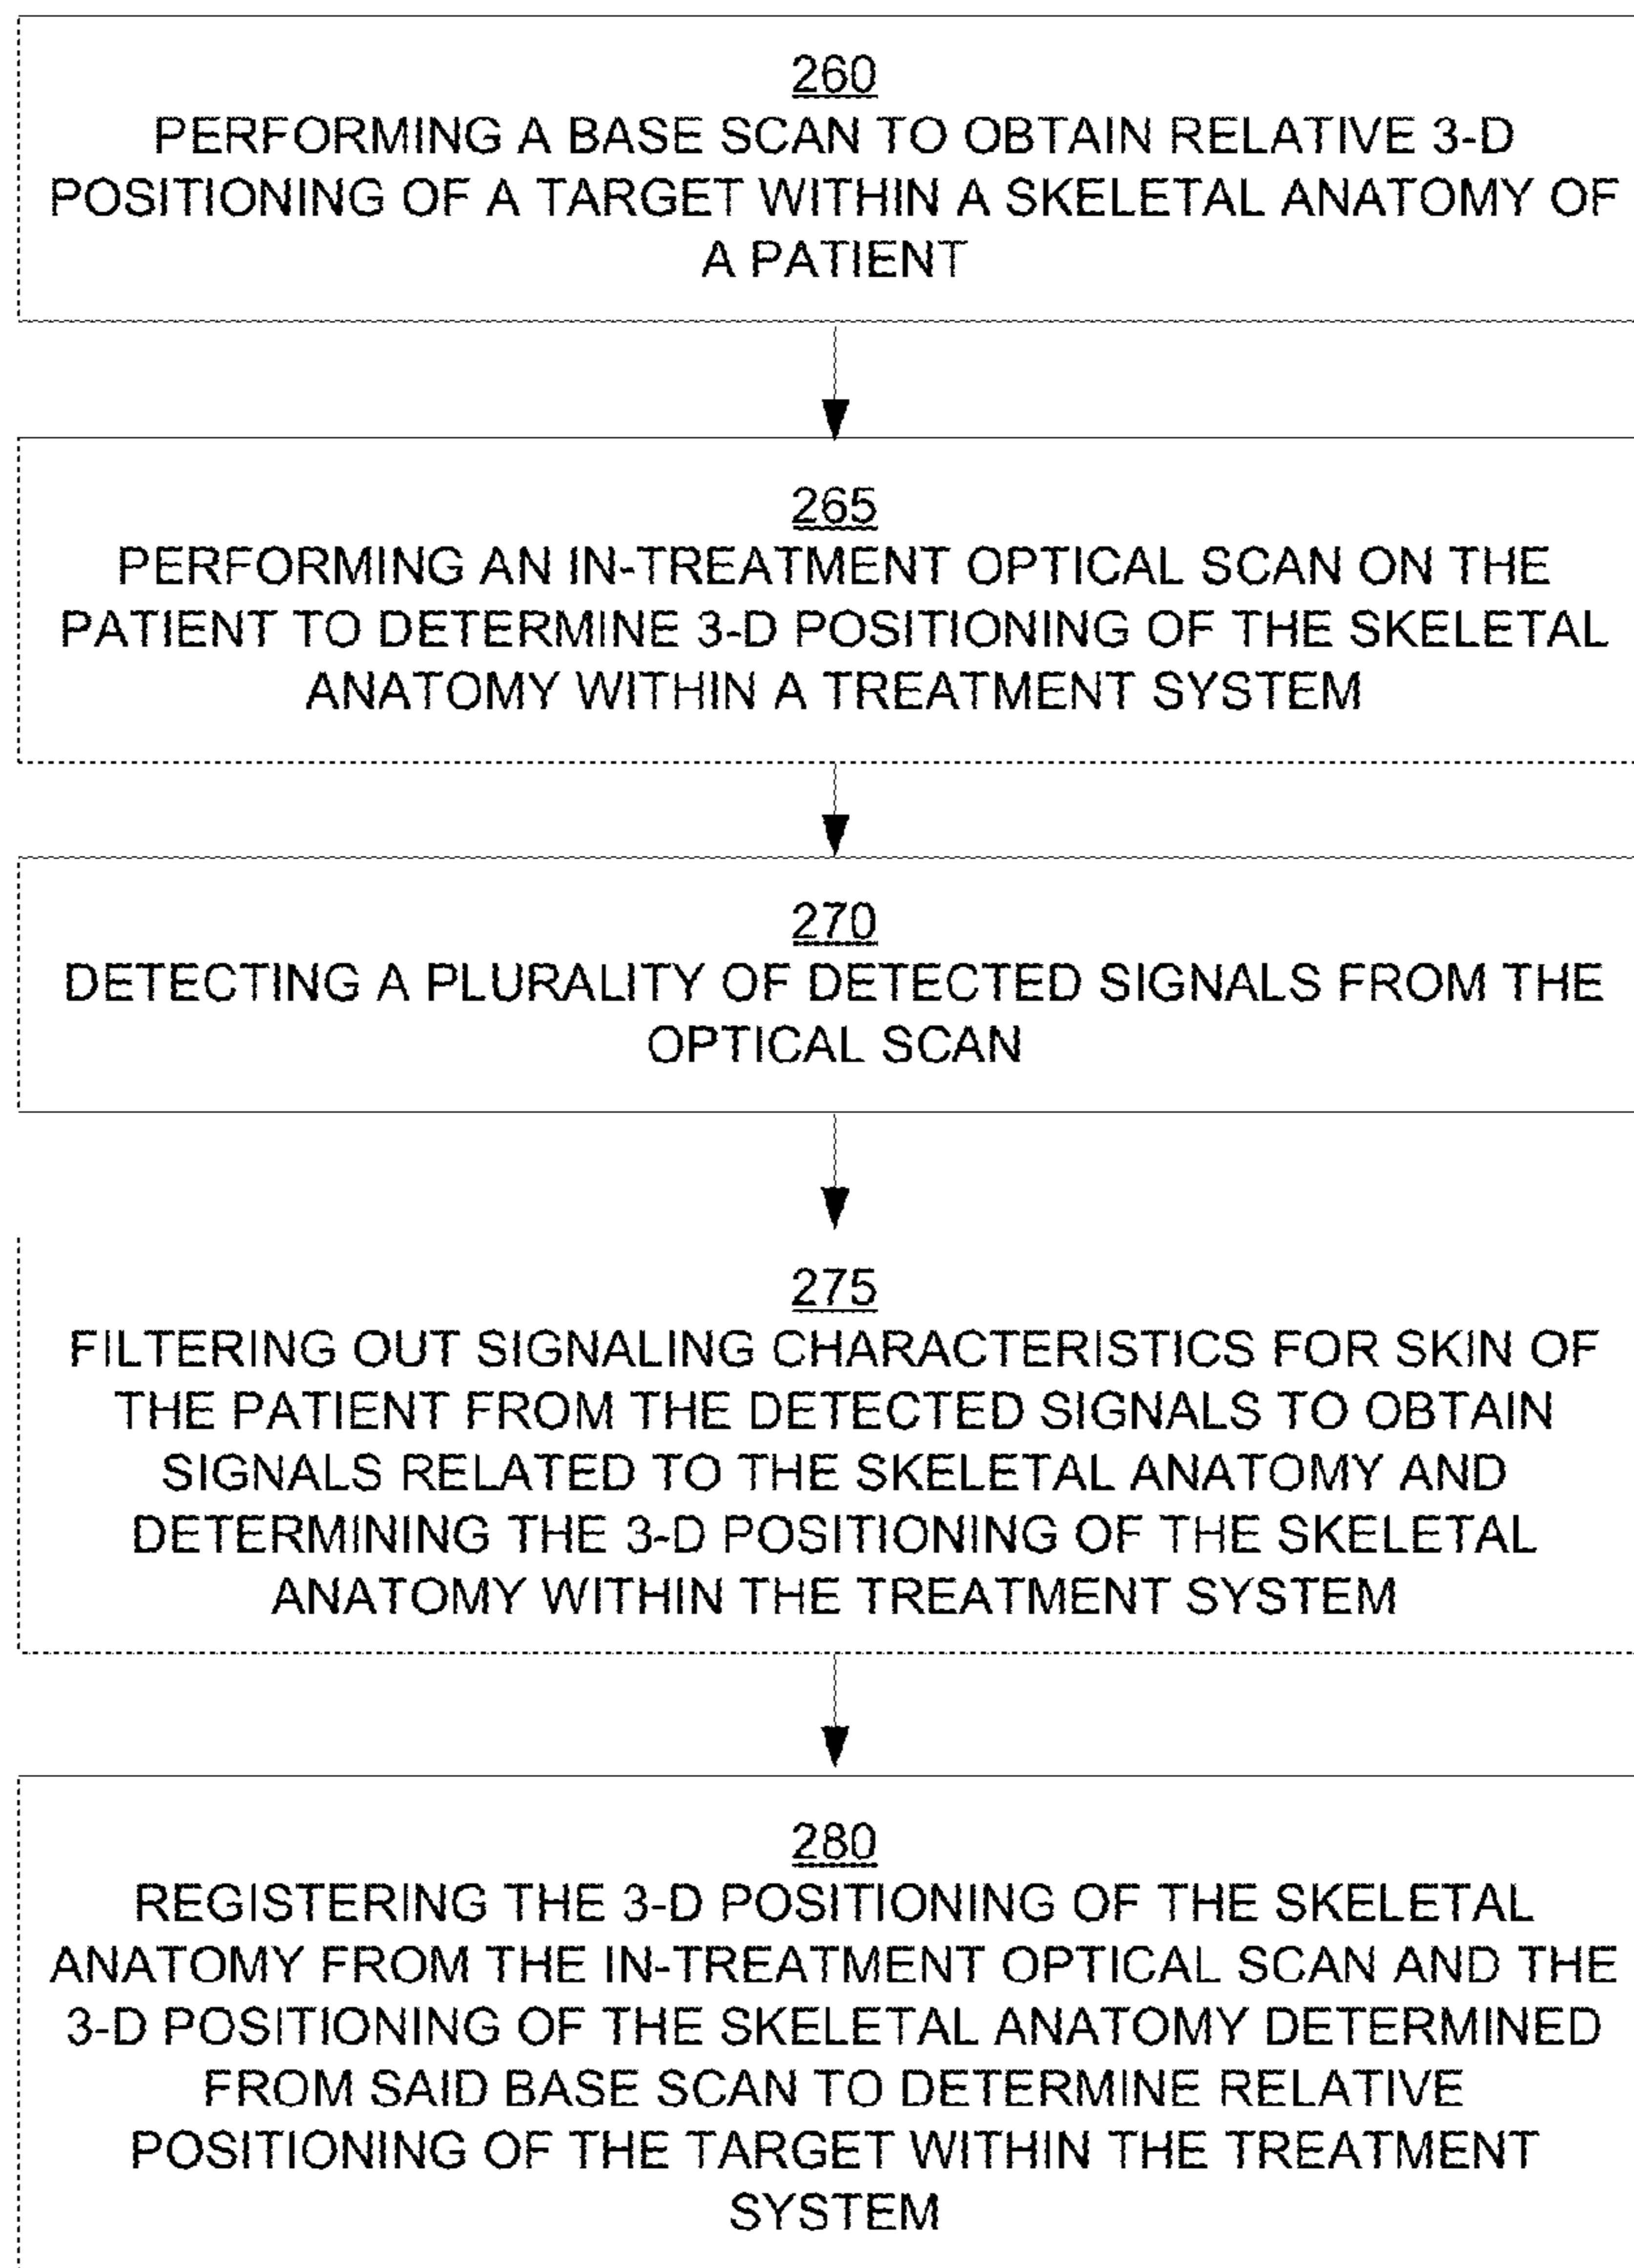 260
PERFORMING A BASE SCAN TO OBTAIN RELATIVE 3-D
POSITIONING OF A TARGET WITHIN A SKELETAL ANATOMY OF
A PATIENT
265
PERFORMING AN IN-TREATMENT OPTICAL SCAN ON THE
PATIENT TO DETERMINE 3-D POSITIONING OF THE SKELETAL
ANATOMY WITHIN A TREATMENT SYSTEM
270
DETECTING A PLURALITY OF DETECTED SIGNALS FROM THE
OPTICAL SCAN
275
FILTERING OUT SIGNALING CHARACTERISTICS FOR SKIN OF
THE PATIENT FROM THE DETECTED SIGNALS TO OBTAIN
SIGNALS RELATED TO THE SKELETAL ANATOMY AND
DETERMINING THE 3-D POSITIONING OF THE SKELETAL
ANATOMY WITHIN THE TREATMENT SYSTEM
280
REGISTERING THE 3-D POSITIONING OF THE SKELETAL
ANATOMY FROM THE IN-TREATMENT OPTICAL SCAN AND THE
3-D POSITIONING OF THE SKELETAL ANATOMY DETERMINED
FROM SAID BASE SCAN TO DETERMINE RELATIVE
POSITIONING OF THE TARGET WITHIN THE TREATMENT
SYSTEM